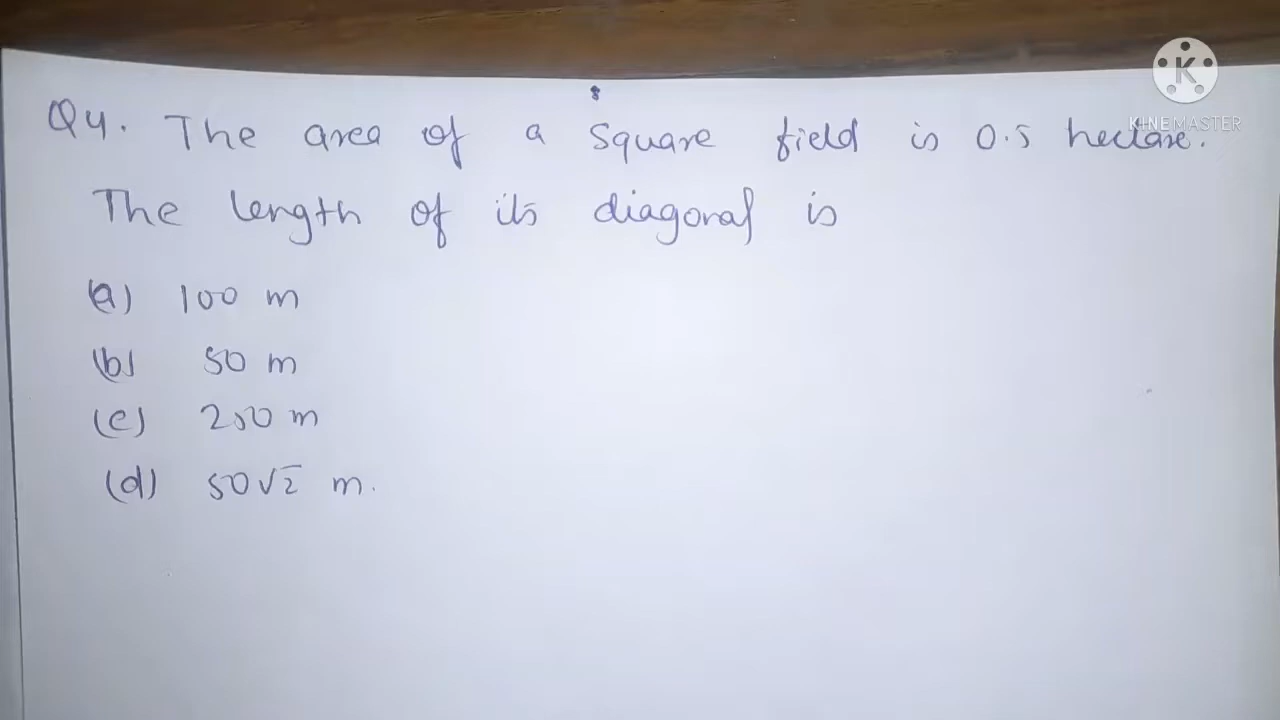 Q4. The area of a square field is 0.5 hectare.
The length of its diagonal is
(a) 100 m
(b) 50 m
(c) 200 m
(d) 50√2 m.
K
KINEMASTER